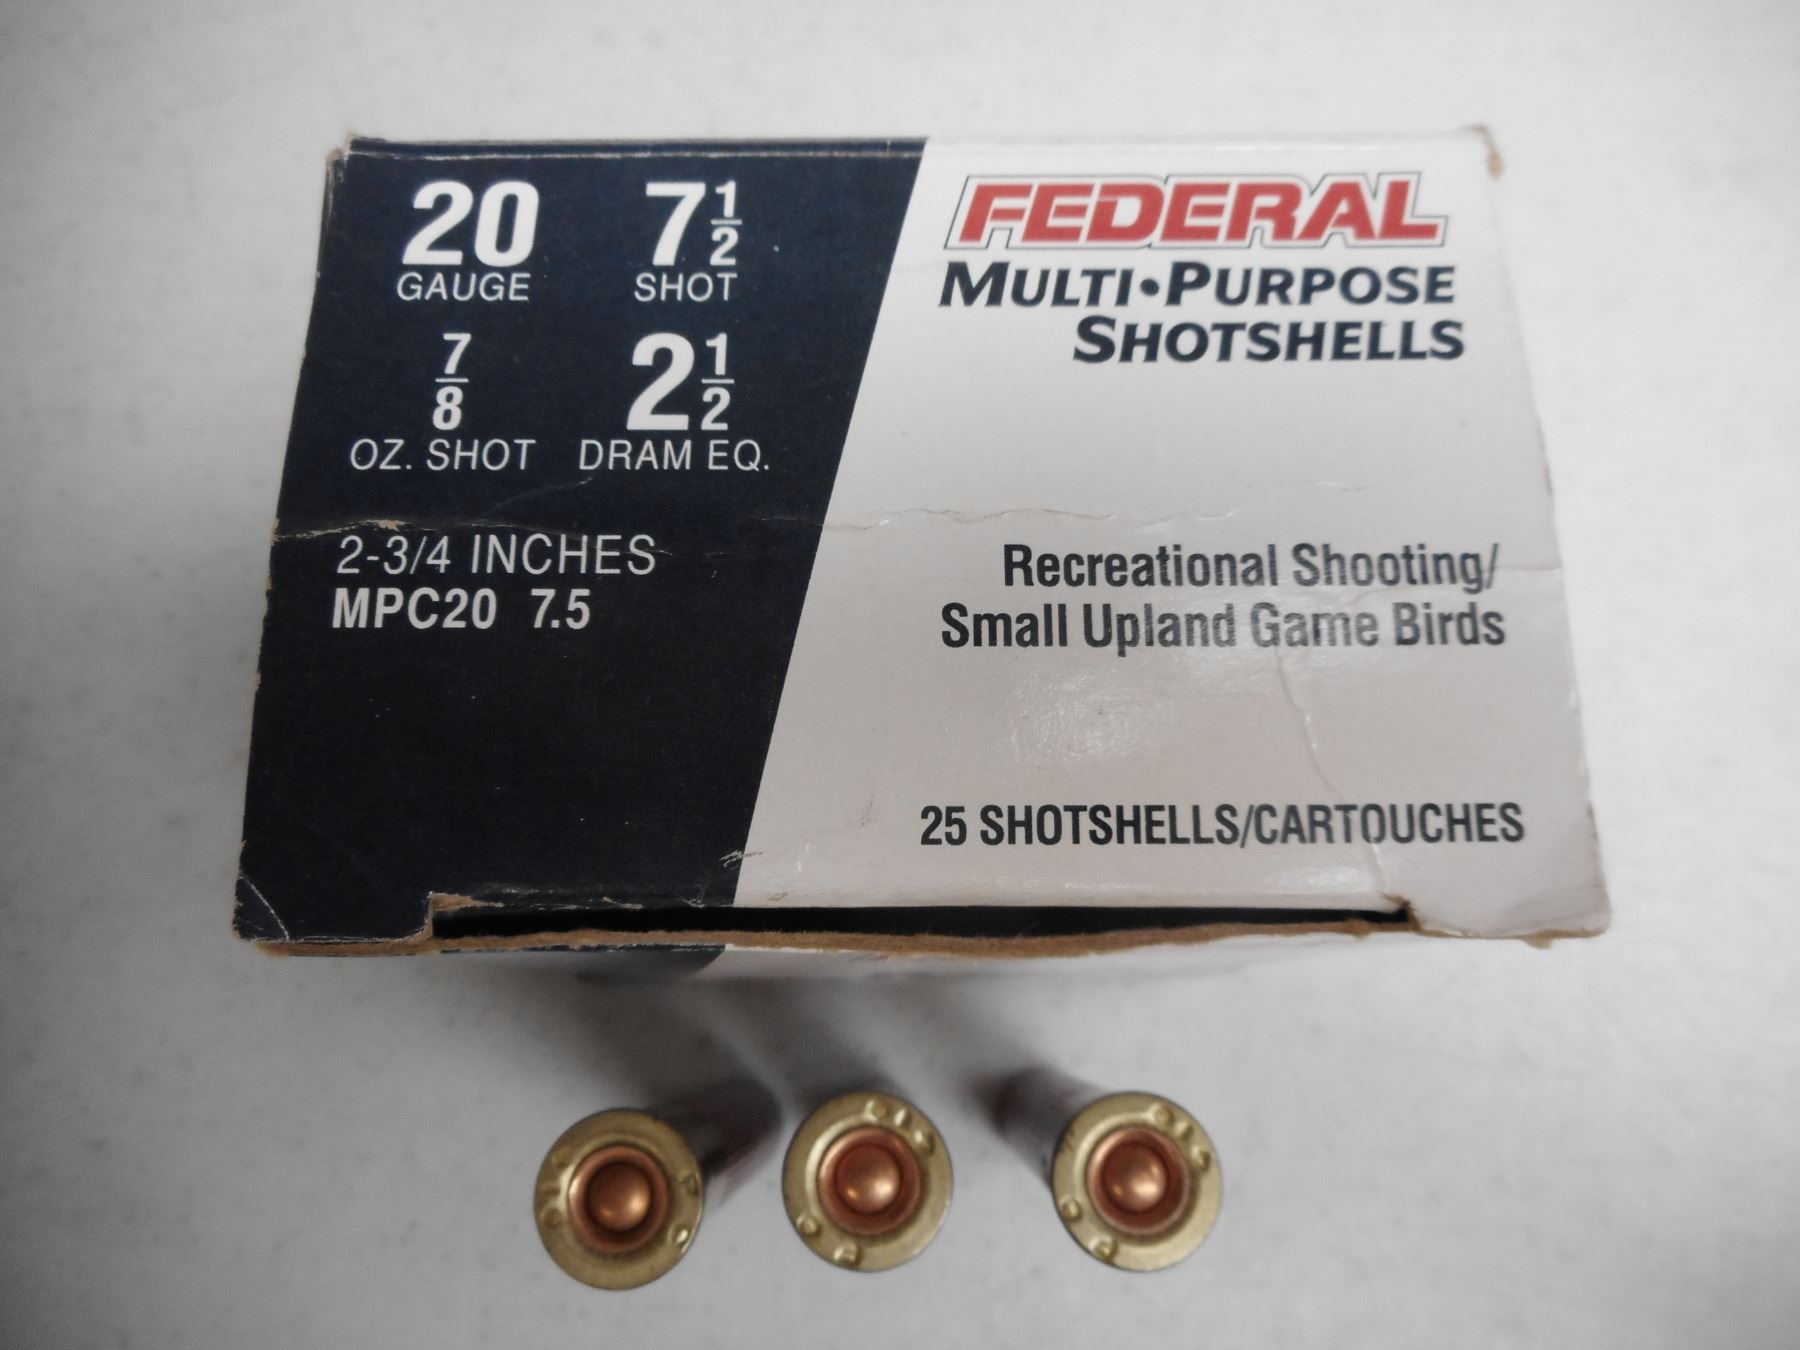 20 7 1/2
GAUGE SHOT
7/8 2 1/2
OZ. SHOT DRAM EQ.
2-3/4 INCHES
MPC20 7.5
FEDERAL
MULTI•PURPOSE
SHOTSHELLS
Recreational Shooting/
Small Upland Game Birds
25 SHOTSHELLS/CARTOUCHES